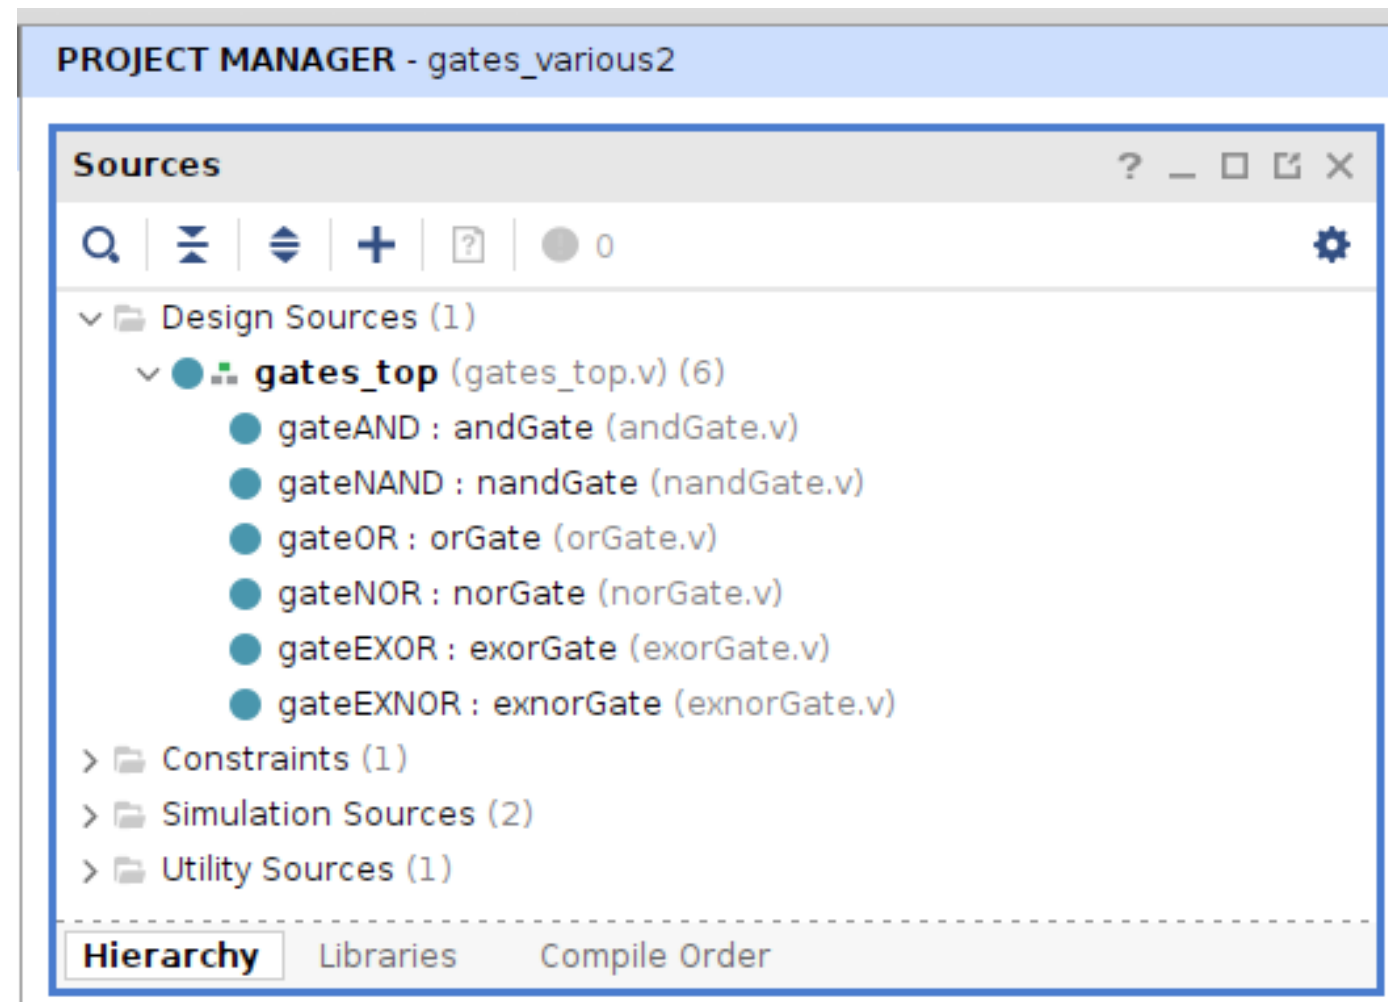 PROJECT MANAGER - gates_various2
Sources
0
Design Sources (1)
gates_top (gates_top.v) (6)
gateAND : andGate (andGate.v)
gateNAND : nandGate (nandGate.v)
gateOR : orGate (orGate.v)
gateNOR : norGate (norGate.v)
gateEXOR : exorGate (exorGate.v)
gateEXNOR : exnorGate (exnorGate.v)
Constraints (1)
Simulation Sources (2)
Utility Sources (1)
Hierarchy Libraries Compile Order